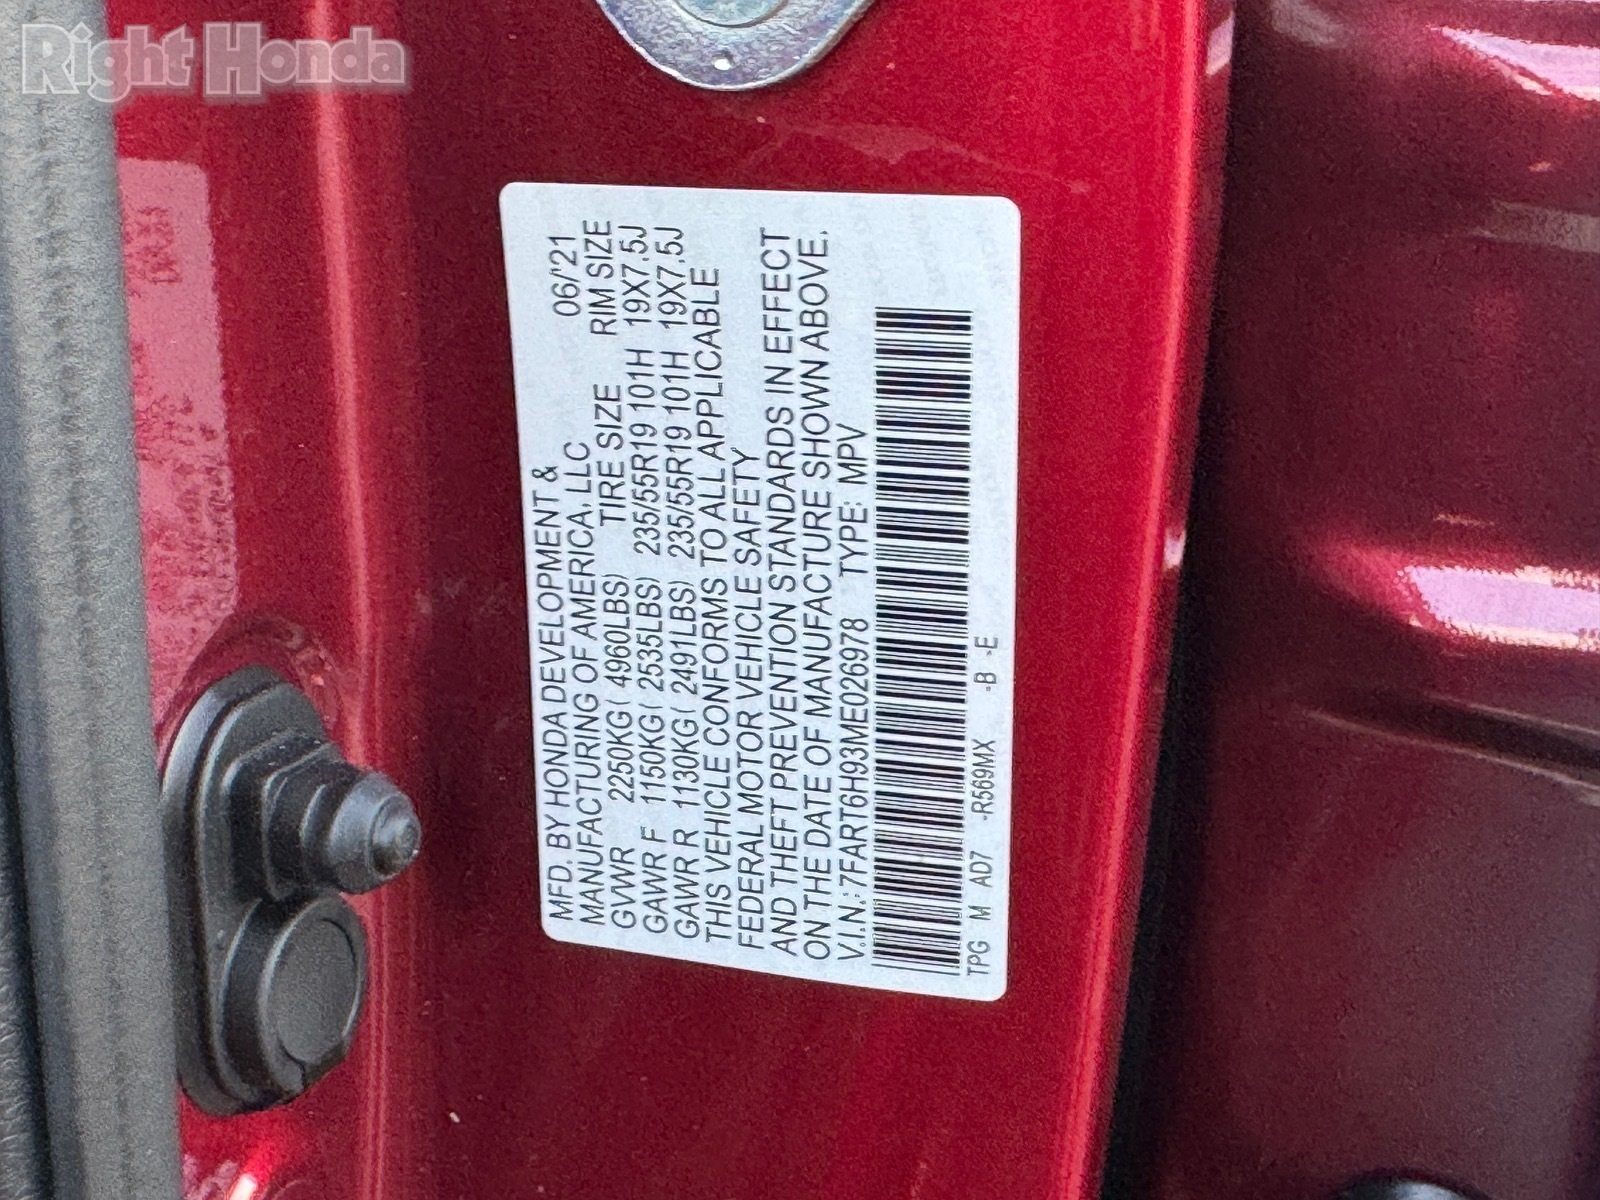 Right Honda
MFD. BY HONDA DEVELOPMENT & 06/'21
MANUFACTURING OF AMERICA, LLC
GVWR 2250KG( 4960LBS) TIRE SIZE RIM SIZE
GAWR F 1150KG( 2535LBS) 235/55R19 101H 19X7.5J
GAWR R 1130KG( 2491LBS) 235/55R19 101H 19X7.5J
THIS VEHICLE CONFORMS TO ALL APPLICABLE
FEDERAL MOTOR VEHICLE SAFETY
AND THEFT PREVENTION STANDARDS IN EFFECT
ON THE DATE OF MANUFACTURE SHOWN ABOVE.
V.I.N.: 7FART6H93ME026978 TYPE: MPV
TPG M AD7 -R569MX -B -E